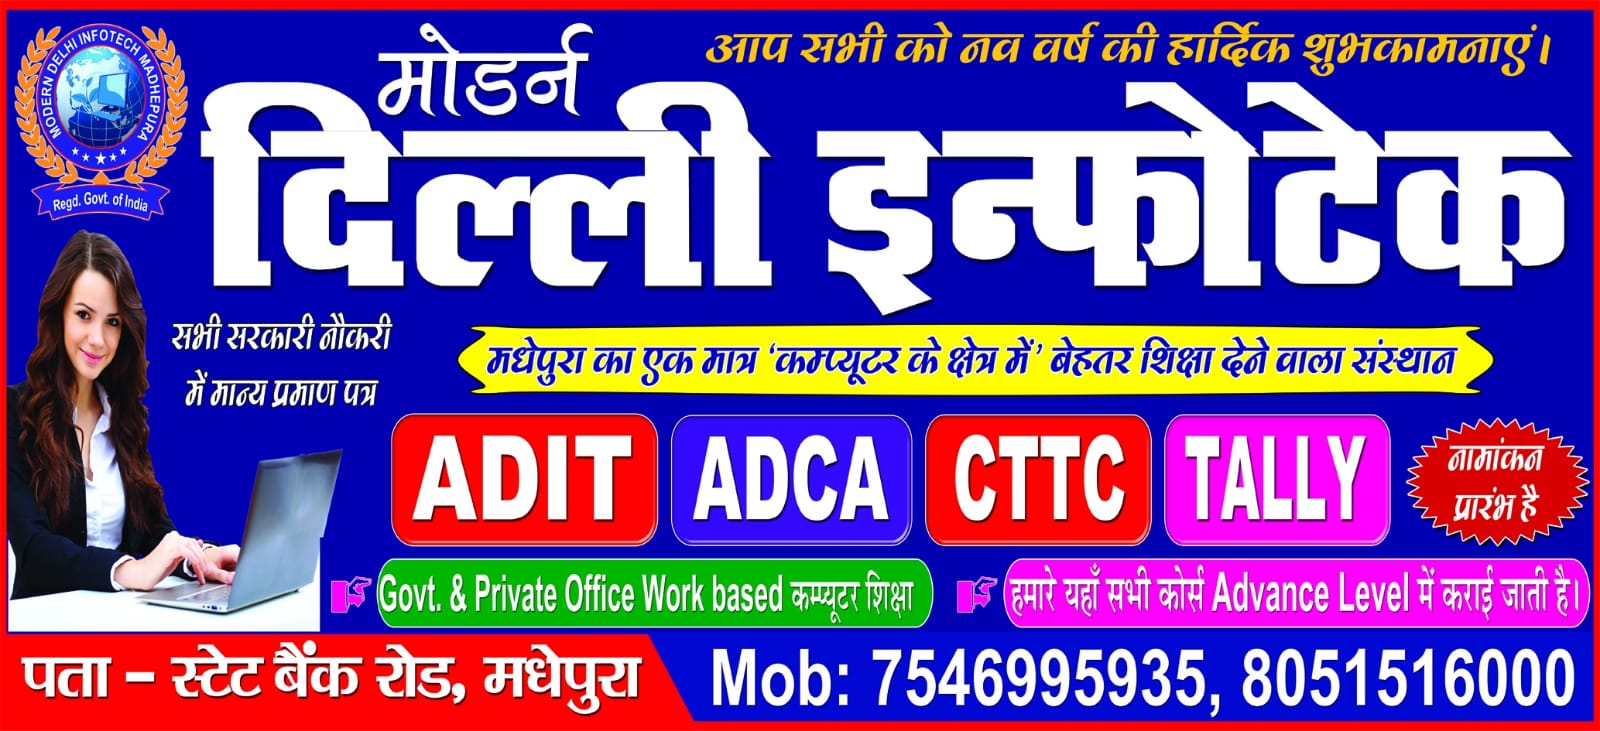 MODERN DELHI INFOTECH MADHEPURA
Regd. Govt. of India
आप सभी को नव वर्ष की हार्दिक शुभकामनाएं।
मोडर्न
दिल्ली इन्फोटेक
सभी सरकारी नौकरी
में मान्य प्रमाण पत्र
मधेपुरा का एक मात्र ‘कम्प्यूटर के क्षेत्र में’ बेहतर शिक्षा देने वाला संस्थान
ADIT ADCA CTTC TALLY
नामांकन
प्रारंभ है
Govt. & Private Office Work based कम्प्यूटर शिक्षा
हमारे यहाँ सभी कोर्स Advance Level में कराई जाती है।
पता – स्टेट बैंक रोड, मधेपुरा
Mob: 7546995935, 8051516000